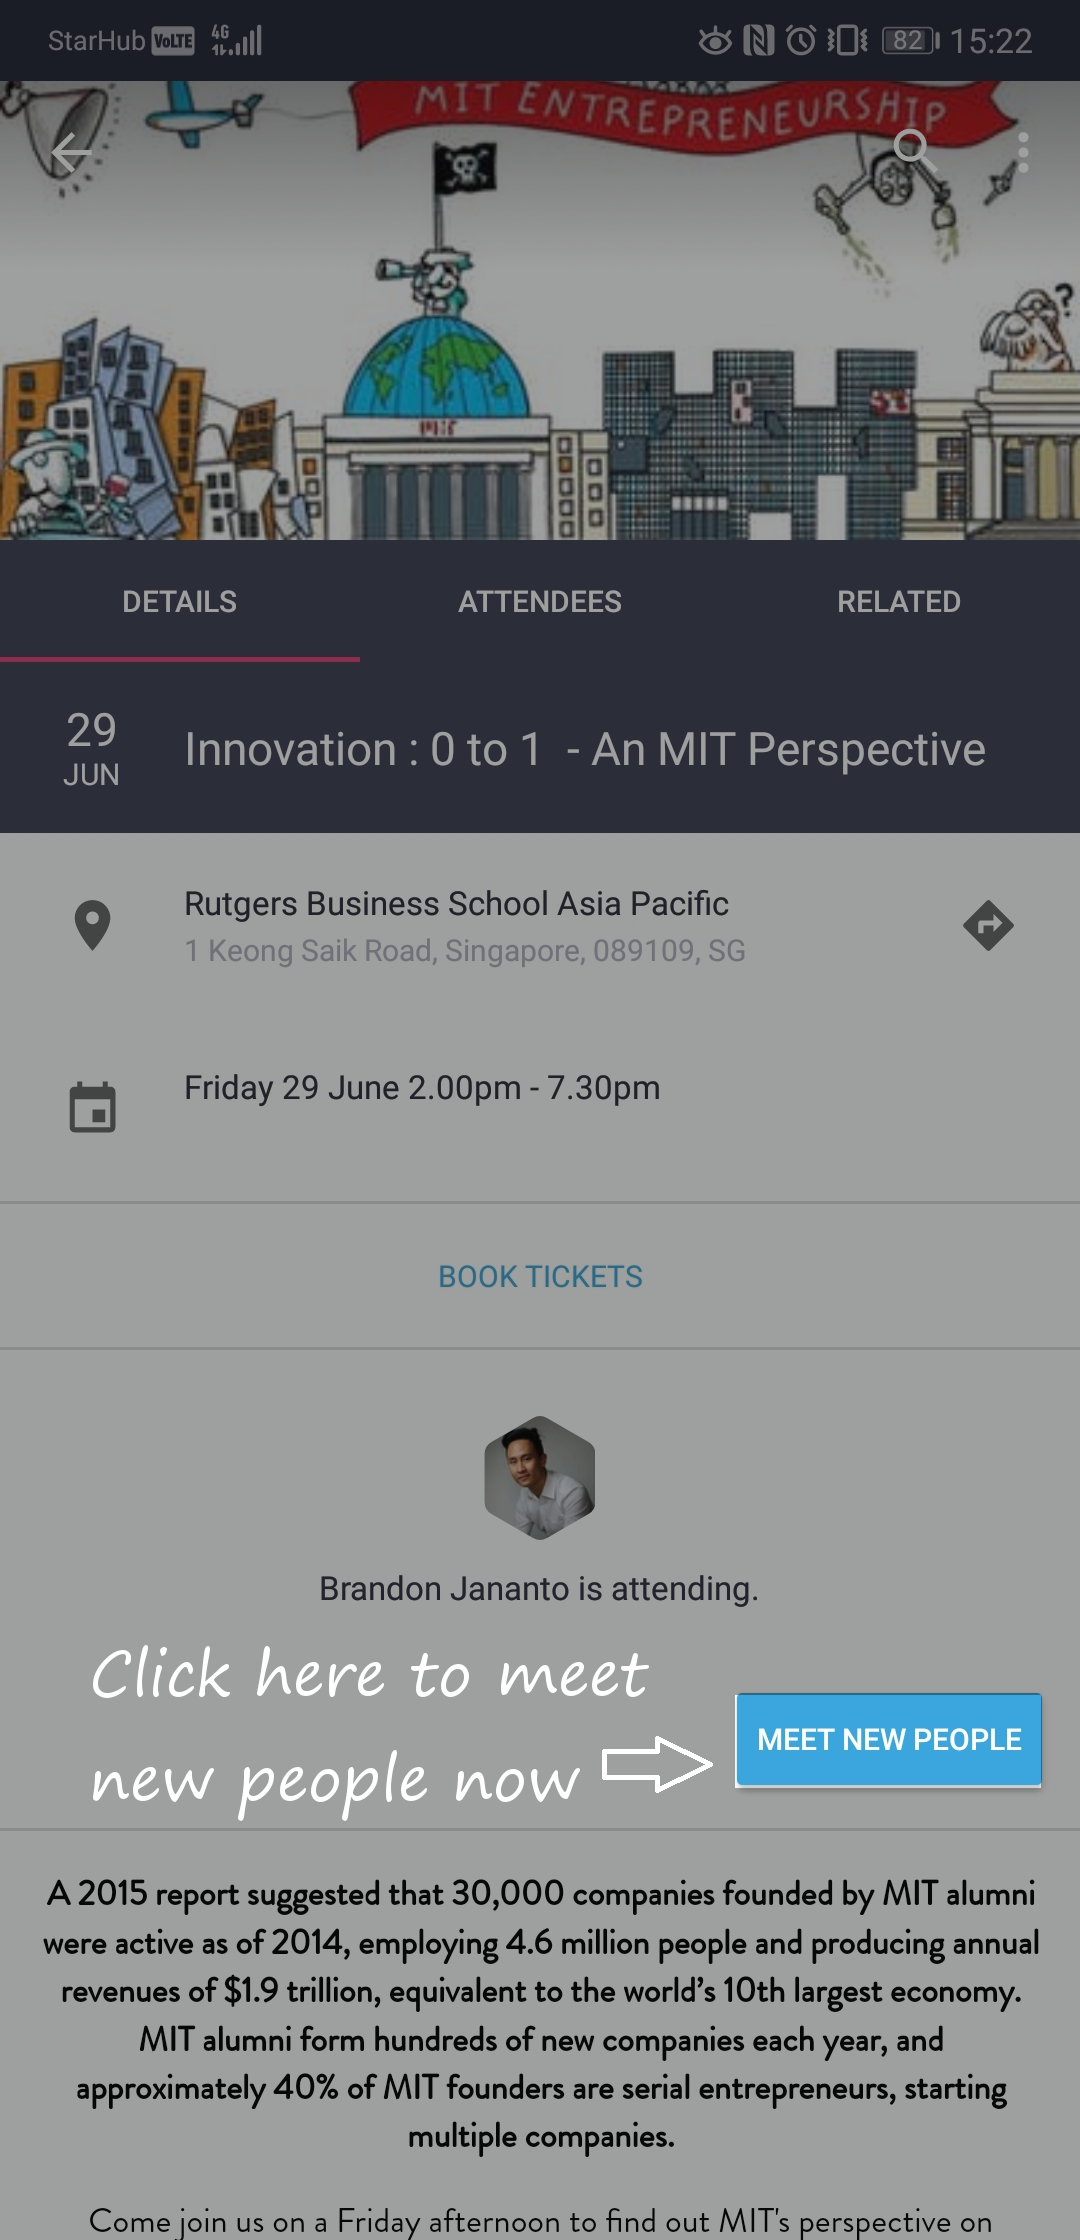 StarHub VoLTE 4G 82 15:22
MIT ENTREPRENEURSHIP
?
MIT
DETAILS ATTENDEES RELATED
29
JUN
Innovation : 0 to 1  - An MIT Perspective
Rutgers Business School Asia Pacific
1 Keong Saik Road, Singapore, 089109, SG
Friday 29 June 2.00pm - 7.30pm
BOOK TICKETS
Brandon Jananto is attending.
Click here to meet
new people now
MEET NEW PEOPLE
A 2015 report suggested that 30,000 companies founded by MIT alumni
were active as of 2014, employing 4.6 million people and producing annual
revenues of $1.9 trillion, equivalent to the world’s 10th largest economy.
MIT alumni form hundreds of new companies each year, and
approximately 40% of MIT founders are serial entrepreneurs, starting
multiple companies.
Come join us on a Friday afternoon to find out MIT's perspective on